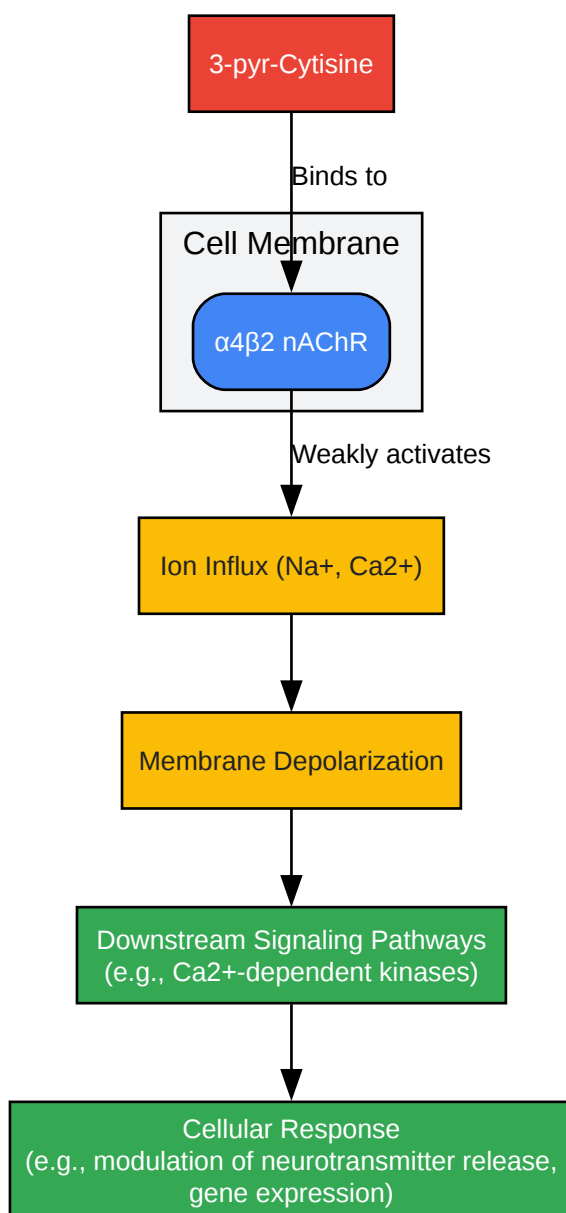 3-pyr-Cytisine
Binds to
Cell Membrane
α4β2 nAChR
Weakly activates
Ion Influx (Na+, Ca2+)
Membrane Depolarization
Downstream Signaling Pathways
(e.g., Ca2+-dependent kinases)
Cellular Response
(e.g., modulation of neurotransmitter release,
gene expression)